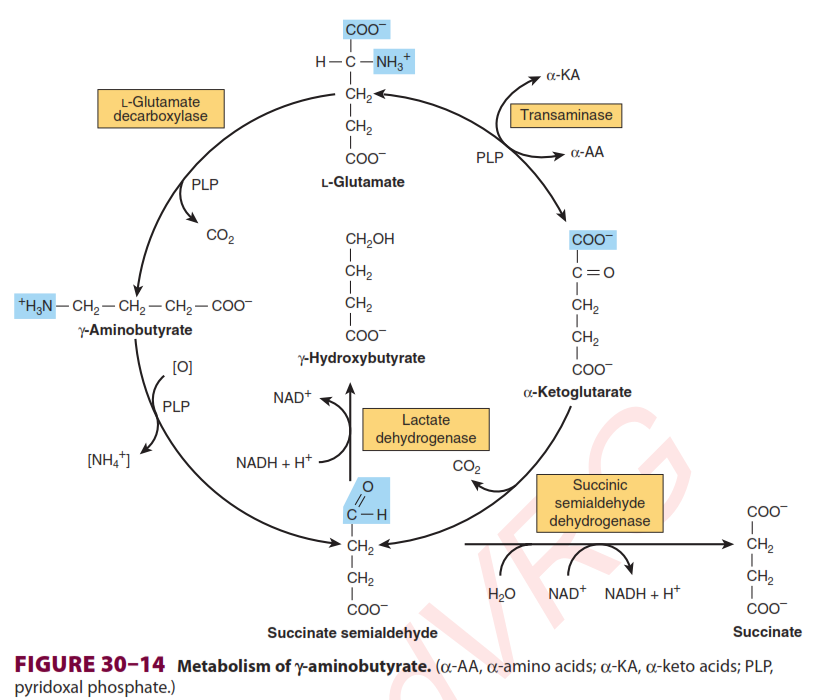 COO⁻
H—C—NH₃⁺
CH₂
CH₂
COO⁻
L-Glutamate
L-Glutamate
decarboxylase
PLP
CO₂
α-KA
Transaminase
PLP
α-AA
COO⁻
C=O
CH₂
CH₂
COO⁻
α-Ketoglutarate
CH₂OH
CH₂
CH₂
COO⁻
γ-Hydroxybutyrate
⁺H₃N—CH₂—CH₂—CH₂—COO⁻
γ-Aminobutyrate
[O]
PLP
[NH₄⁺]
NAD⁺
NADH + H⁺
Lactate
dehydrogenase
CO₂
Succinic
semialdehyde
dehydrogenase
O
C—H
CH₂
CH₂
COO⁻
Succinate semialdehyde
H₂O
NAD⁺
NADH + H⁺
COO⁻
CH₂
CH₂
COO⁻
Succinate
FIGURE 30–14 Metabolism of γ-aminobutyrate. (α-AA, α-amino acids; α-KA, α-keto acids; PLP,
pyridoxal phosphate.)